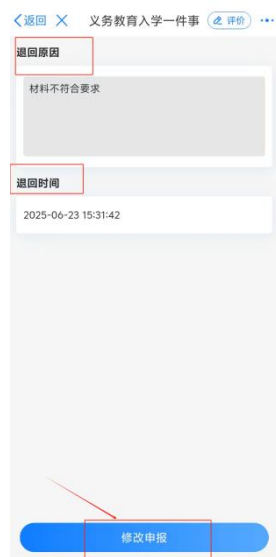 返回 义务教育入学一件事 评价
退回原因
材料不符合要求
退回时间
2025-06-23 15:31:42
修改申报